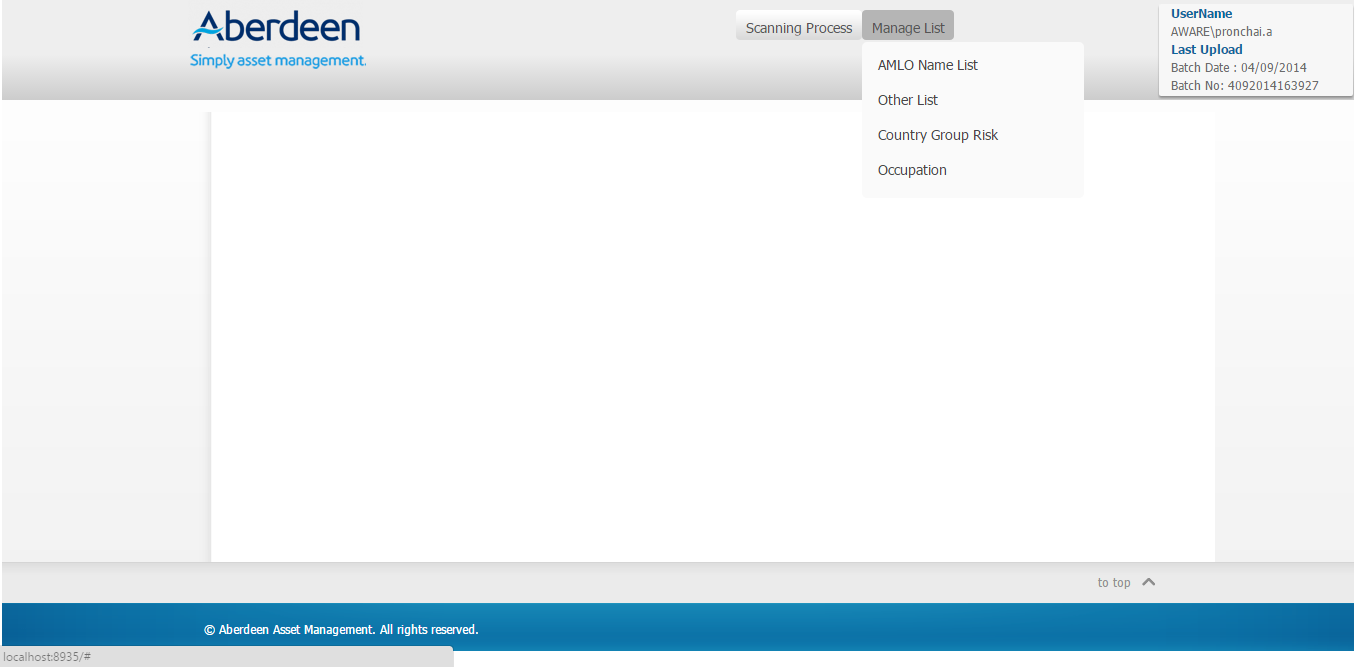 Aberdeen
Simply asset management.
Scanning Process
Manage List
AMLO Name List
Other List
Country Group Risk
Occupation
UserName
AWARE\pronchai.a
Last Upload
Batch Date : 04/09/2014
Batch No: 4092014163927
to top
© Aberdeen Asset Management. All rights reserved.
localhost:8935/#